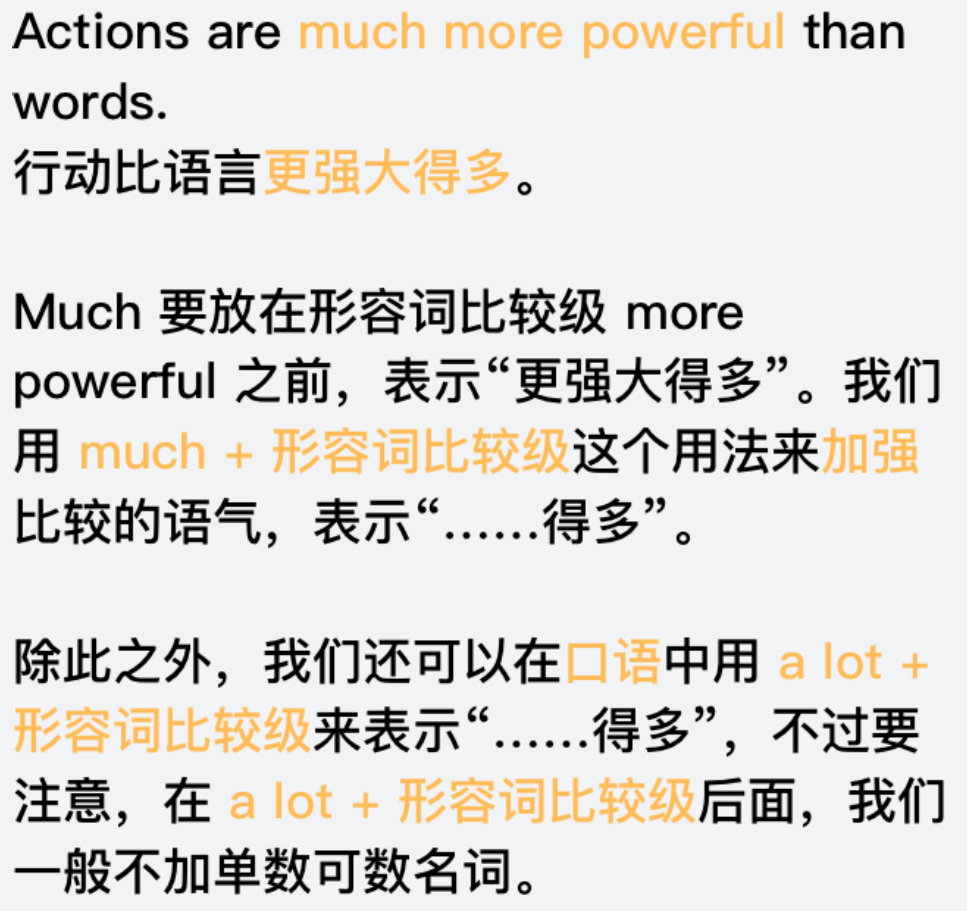 Actions are much more powerful than
words.
行动比语言更强大得多。
Much 要放在形容词比较级 more
powerful 之前，表示“更强大得多”。我们
用 much + 形容词比较级这个用法来加强
比较的语气，表示“……得多”。
除此之外，我们还可以在口语中用 a lot +
形容词比较级来表示“……得多”，不过要
注意，在 a lot + 形容词比较级后面，我们
一般不加单数可数名词。